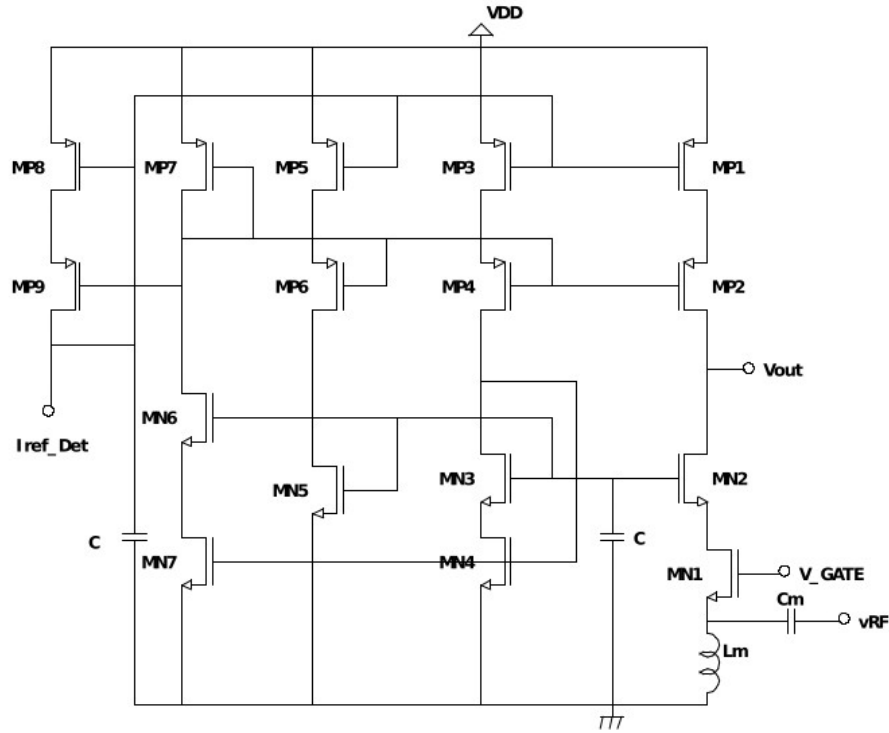 VDD
MP8
MP7
MP5
MP3
MP1
MP9
MP6
MP4
MP2
Vout
MN6
Iref_Det
MN5
MN3
MN2
C
C
MN7
MN4
MN1
V_GATE
Cm
vRF
Lm